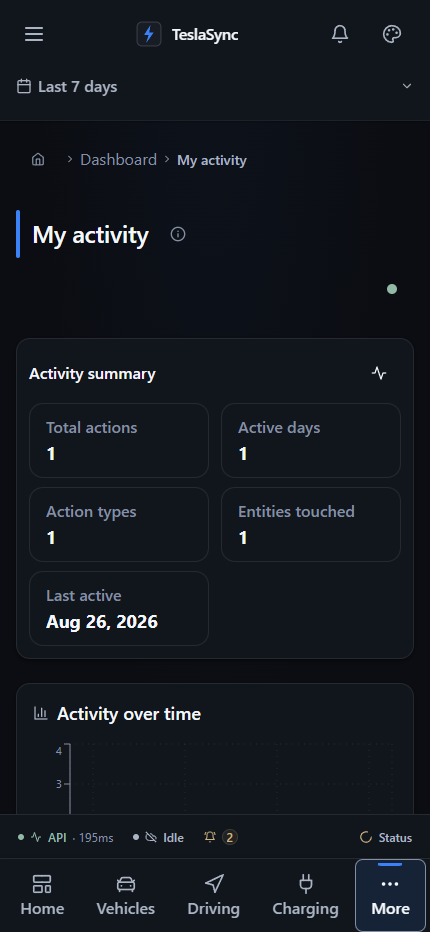 TeslaSync
Last 7 days
Dashboard My activity
My activity
Activity summary
Total actions
1
Active days
1
Action types
1
Entities touched
1
Last active
Aug 26, 2026
Activity over time
4
3
API · 195ms
Idle
2
Status
Home
Vehicles
Driving
Charging
More